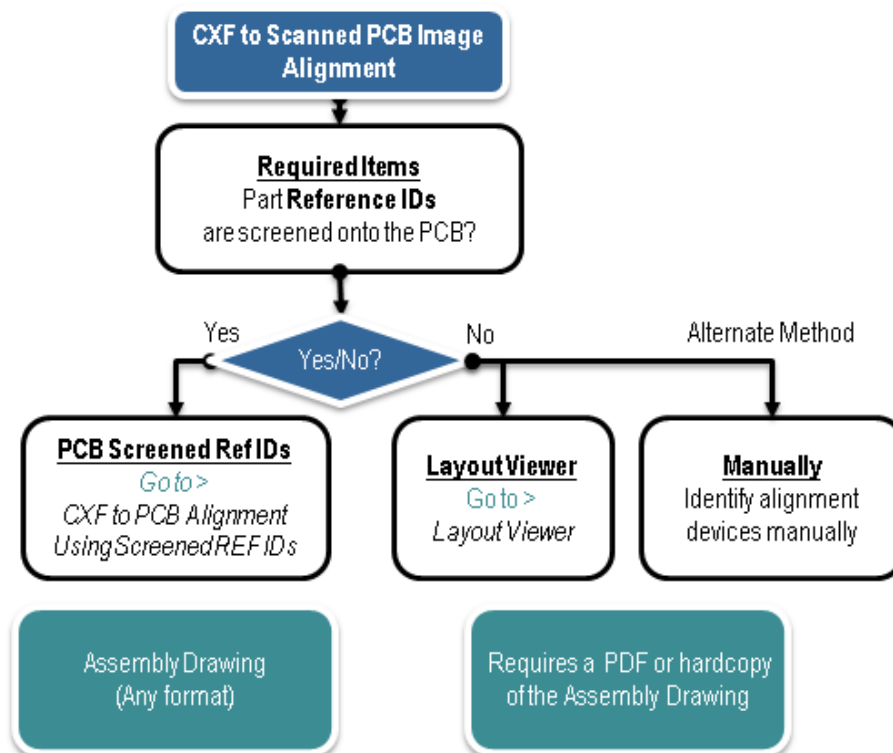 CXF to Scanned PCB Image
Alignment
Required Items
Part Reference IDs
are screened onto the PCB?
Yes
No
Alternate Method
Yes/No?
PCB Screened Ref IDs
Go to >
CXF to PCB Alignment
Using Screened REF IDs
Layout Viewer
Go to >
Layout Viewer
Manually
Identify alignment
devices manually
Assembly Drawing
(Any format)
Requires a PDF or hardcopy
of the Assembly Drawing